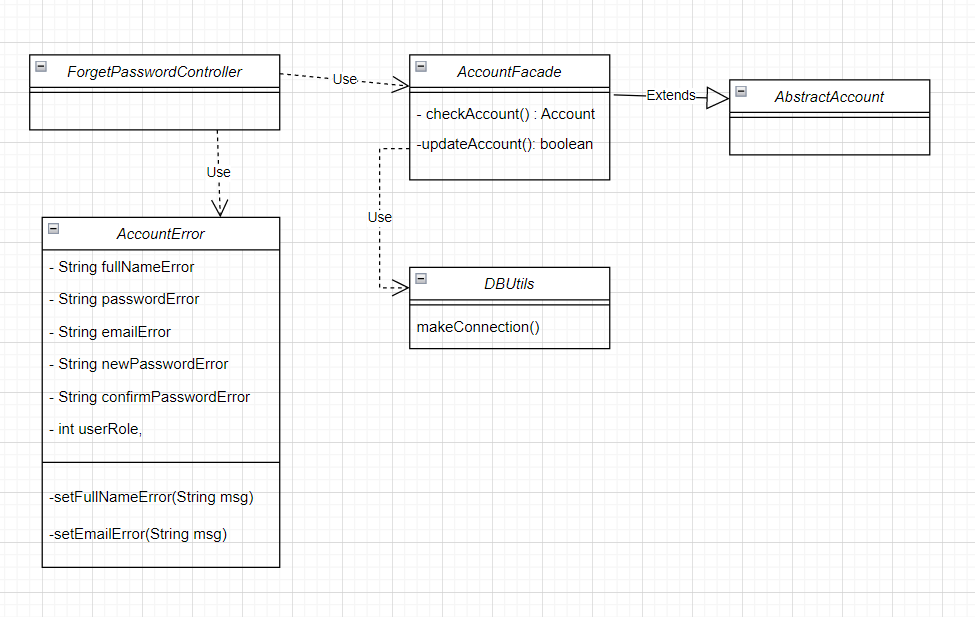 ForgetPasswordController
Use
AccountFacade
- checkAccount() : Account
-updateAccount(): boolean
Extends
AbstractAccount
Use
AccountError
- String fullNameError
- String passwordError
- String emailError
- String newPasswordError
- String confirmPasswordError
- int userRole,
-setFullNameError(String msg)
-setEmailError(String msg)
Use
DBUtils
makeConnection()